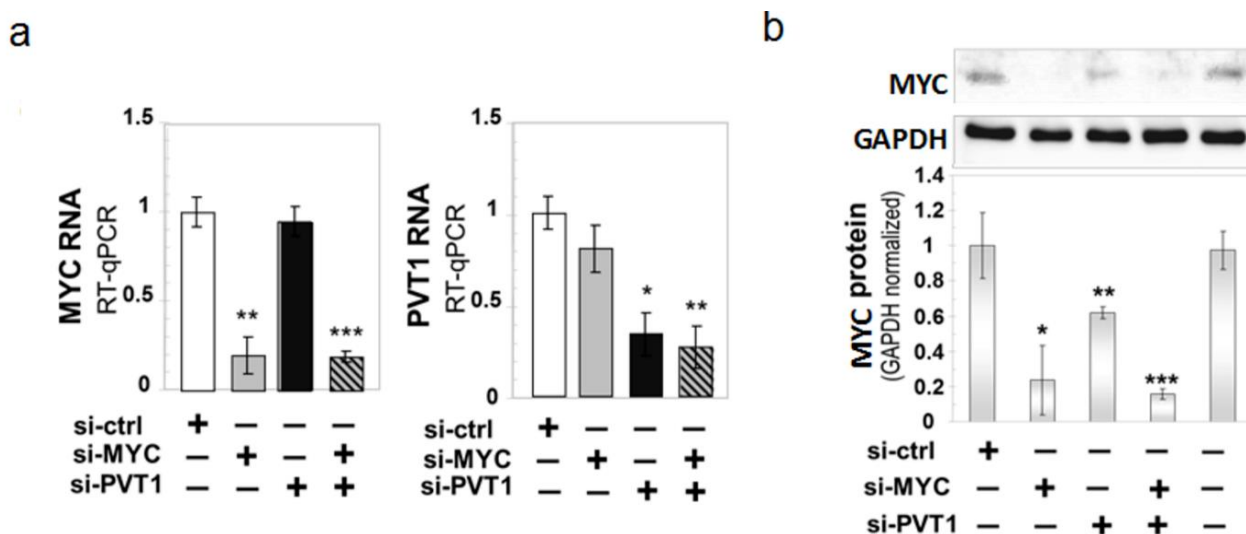 a
MYC RNA
RT-qPCR
1.5
1
0.5
0
**
***
si-ctrl + – – –
si-MYC – + – +
si-PVT1 – – + +
PVT1 RNA
RT-qPCR
1.5
1
0.5
0
*
**
si-ctrl + – – –
si-MYC – + – +
si-PVT1 – – + +
b
MYC
GAPDH
MYC protein
(GAPDH normalized)
1.4
1.2
1
0.8
0.6
0.4
0.2
0
*
**
***
si-ctrl + – – – –
si-MYC – + – + –
si-PVT1 – – + + –